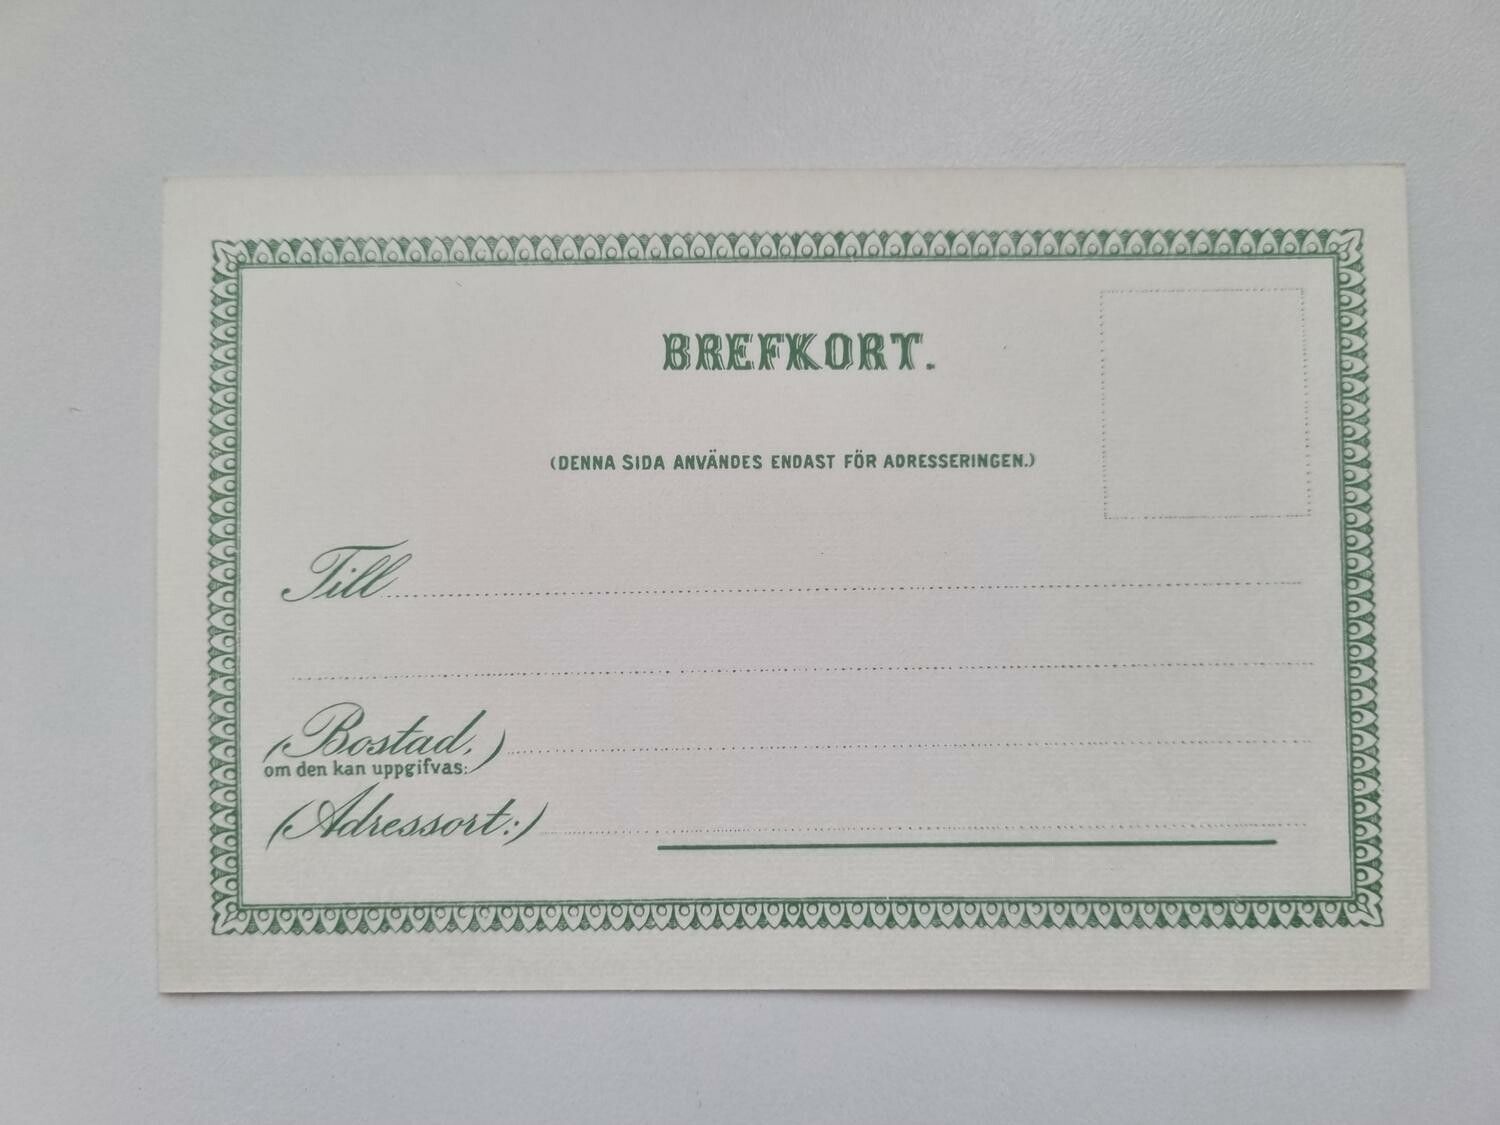 BREFKORT.
(DENNA SIDA ANVÄNDES ENDAST FÖR ADRESSERINGEN.)
Till
(Bostad,)
om den kan uppgifvas:
(Adressort:)